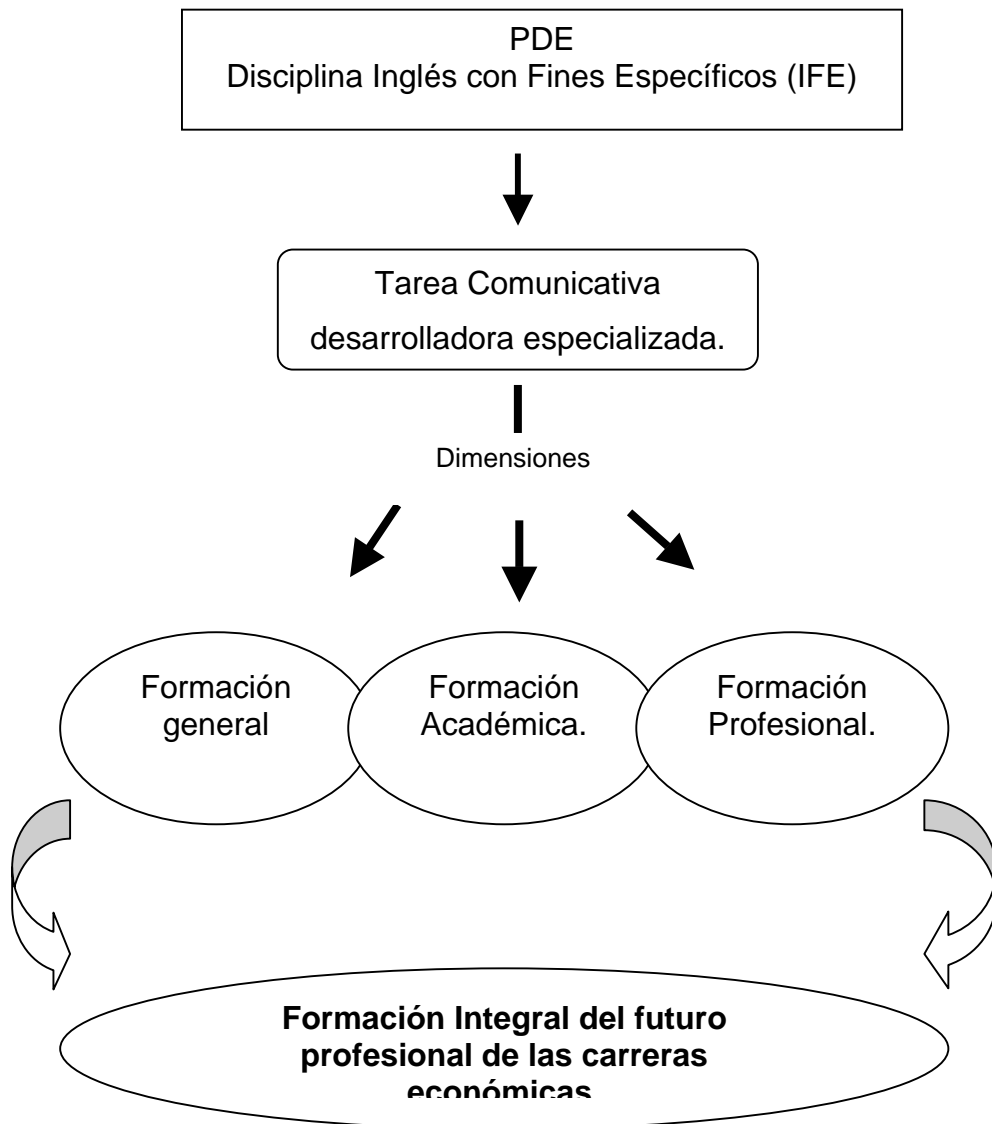 PDE
Disciplina Inglés con Fines Específicos (IFE)
Tarea Comunicativa
desarrolladora especializada.
Dimensiones
Formación
general
Formación
Académica.
Formación
Profesional.
Formación Integral del futuro
profesional de las carreras
económicas